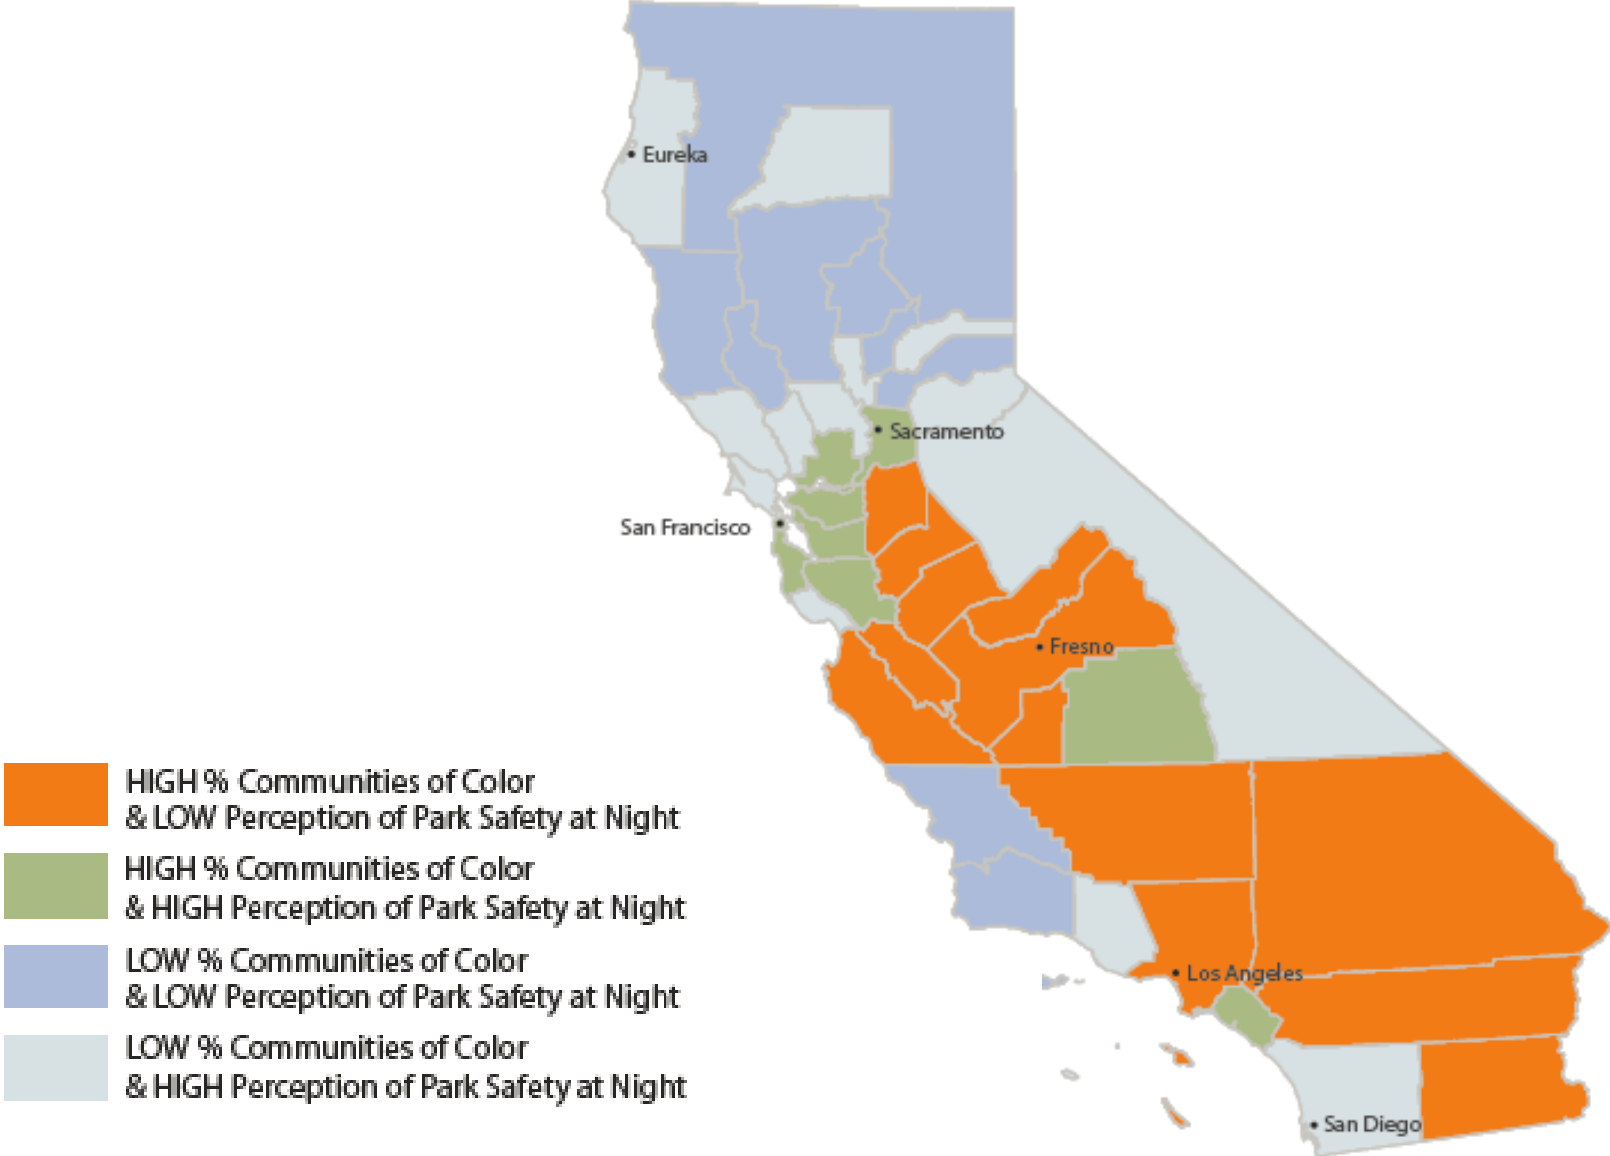 Eureka
Sacramento
San Francisco
Fresno
HIGH % Communities of Color
& LOW Perception of Park Safety at Night
HIGH % Communities of Color
& HIGH Perception of Park Safety at Night
LOW % Communities of Color
& LOW Perception of Park Safety at Night
Los Angeles
LOW % Communities of Color
& HIGH Perception of Park Safety at Night
San Diego